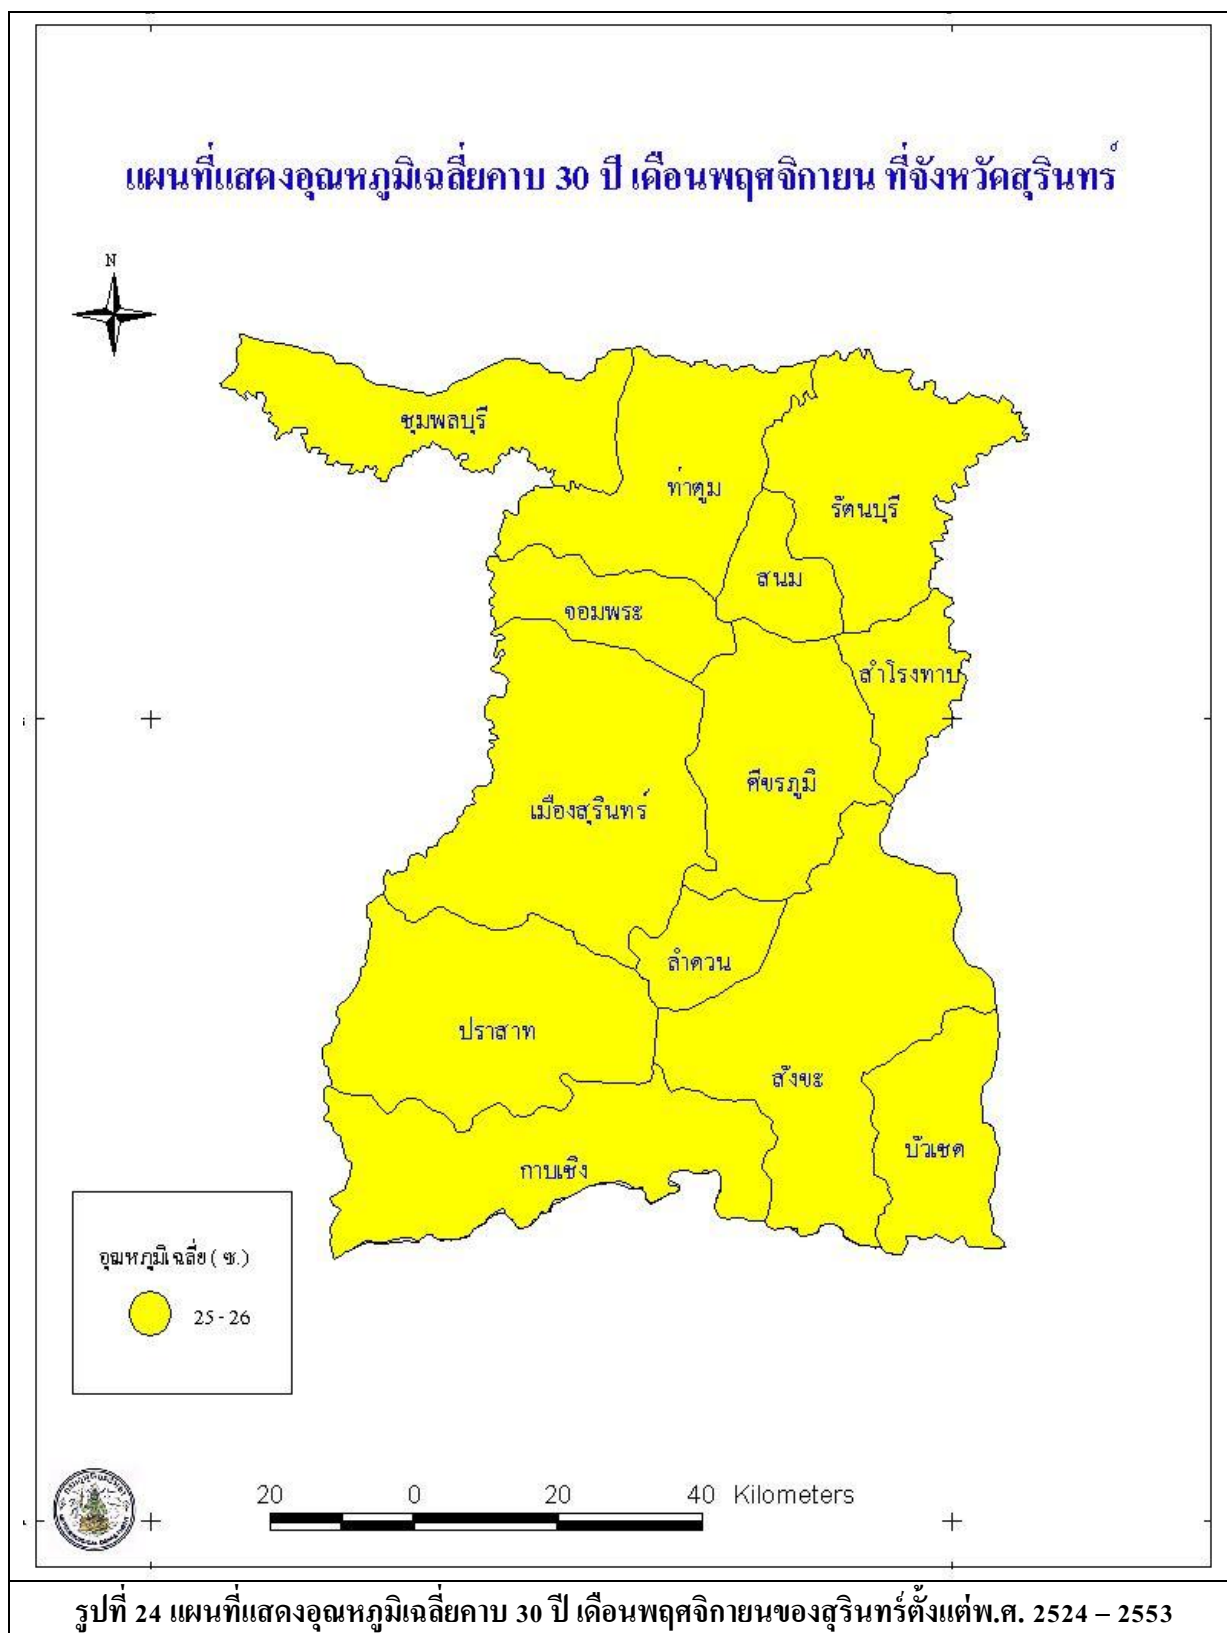 แผนที่แสดงอุณหภูมิเฉลี่ยคาบ 30 ปี เดือนพฤศจิกายน ที่จังหวัดสุรินทร์
N
ชุมพลบุรี
ท่าตูม
รัตนบุรี
สนม
จอมพระ
สำโรงทาบ
ศีขรภูมิ
เมืองสุรินทร์
ลำดวน
ปราสาท
สังขะ
บัวเชด
กาบเชิง
อุณหภูมิเฉลี่ย ( ซ.)
25 - 26
20 0 20 40 Kilometers
รูปที่ 24 แผนที่แสดงอุณหภูมิเฉลี่ยคาบ 30 ปี เดือนพฤศจิกายนของสุรินทร์ตั้งแต่พ.ศ. 2524 – 2553